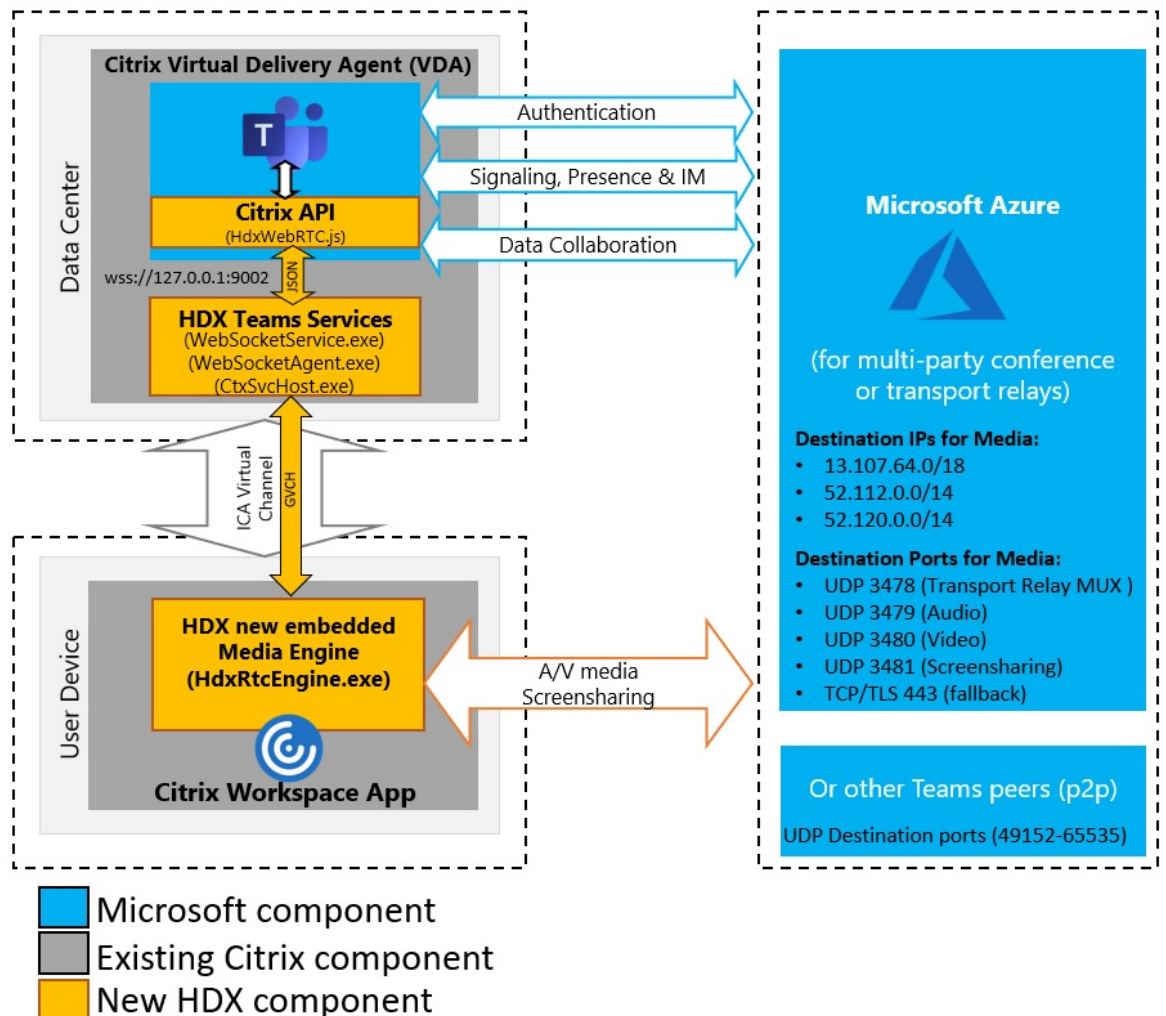 Data Center
Citrix Virtual Delivery Agent (VDA)
T
Citrix API
(HdxWebRTC.js)
wss://127.0.0.1:9002
JSON
HDX Teams Services
(WebSocketService.exe)
(WebSocketAgent.exe)
(CtxSvcHost.exe)
ICA Virtual
Channel
GVCH
User Device
HDX new embedded
Media Engine
(HdxRtcEngine.exe)
Citrix Workspace App
Authentication
Signaling, Presence & IM
Data Collaboration
A/V media
Screensharing
Microsoft Azure
(for multi-party conference
or transport relays)
Destination IPs for Media:
• 13.107.64.0/18
• 52.112.0.0/14
• 52.120.0.0/14
Destination Ports for Media:
• UDP 3478 (Transport Relay MUX )
• UDP 3479 (Audio)
• UDP 3480 (Video)
• UDP 3481 (Screensharing)
• TCP/TLS 443 (fallback)
Or other Teams peers (p2p)
UDP Destination ports (49152-65535)
Microsoft component
Existing Citrix component
New HDX component